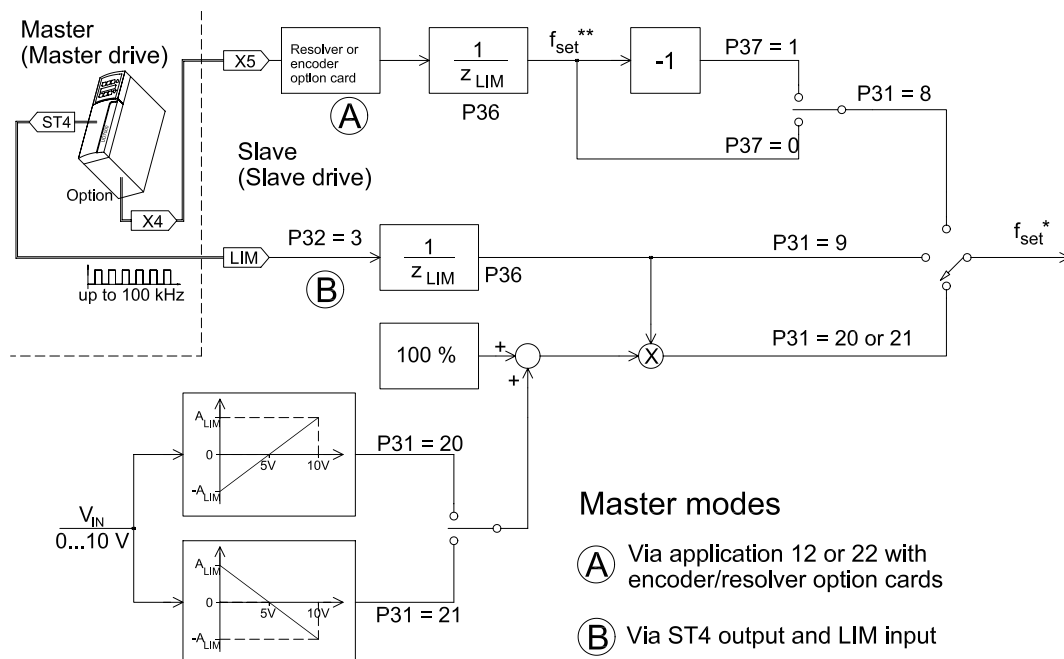 Master
(Master drive)
ST4
Option
X4
X5
Resolver or
encoder
option card
A
1
z LIM
P36
f set **
-1
P37 = 1
P37 = 0
P31 = 8
Slave
(Slave drive)
LIM
up to 100 kHz
P32 = 3
B
1
z LIM
P36
P31 = 9
f set *
100 %
+
+
X
P31 = 20 or 21
A LIM
0
-A LIM
5V
10V
P31 = 20
V IN
0...10 V
A LIM
0
-A LIM
5V
10V
P31 = 21
Master modes
A Via application 12 or 22 with
encoder/resolver option cards
B Via ST4 output and LIM input